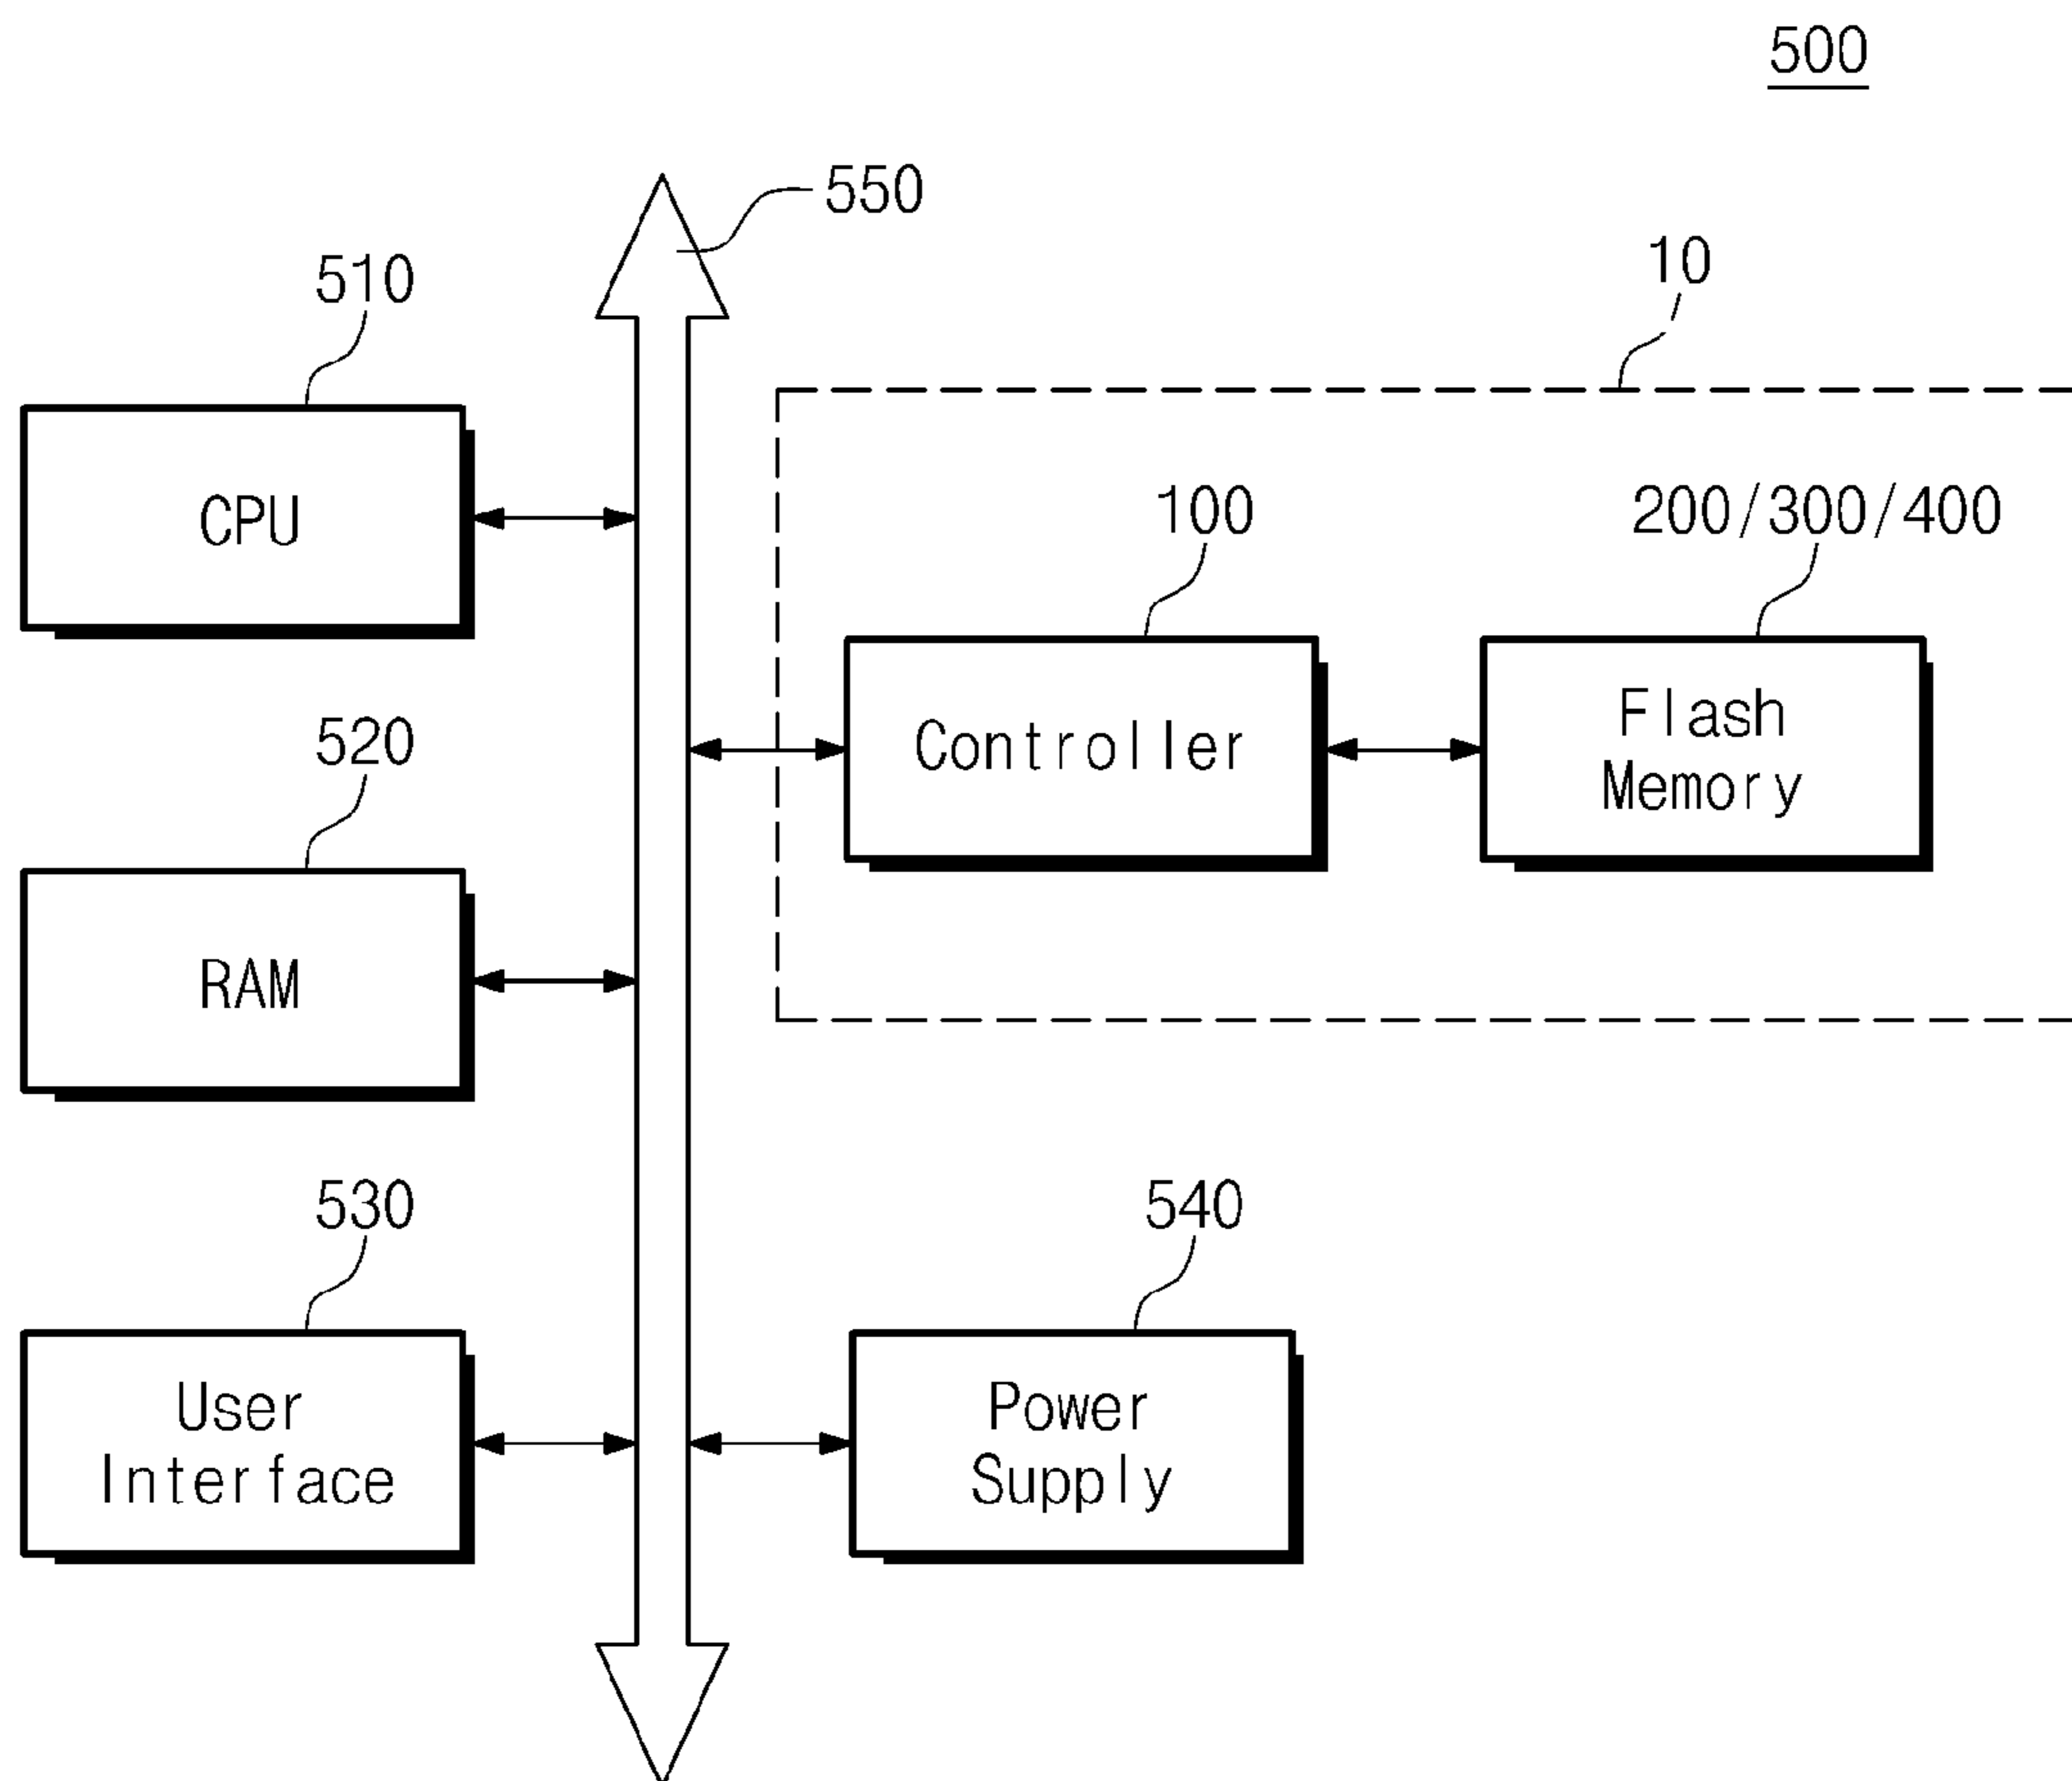 500
550
10
510
CPU
100
200/300/400
Controller
Flash
Memory
520
RAM
530
User
Interface
540
Power
Supply